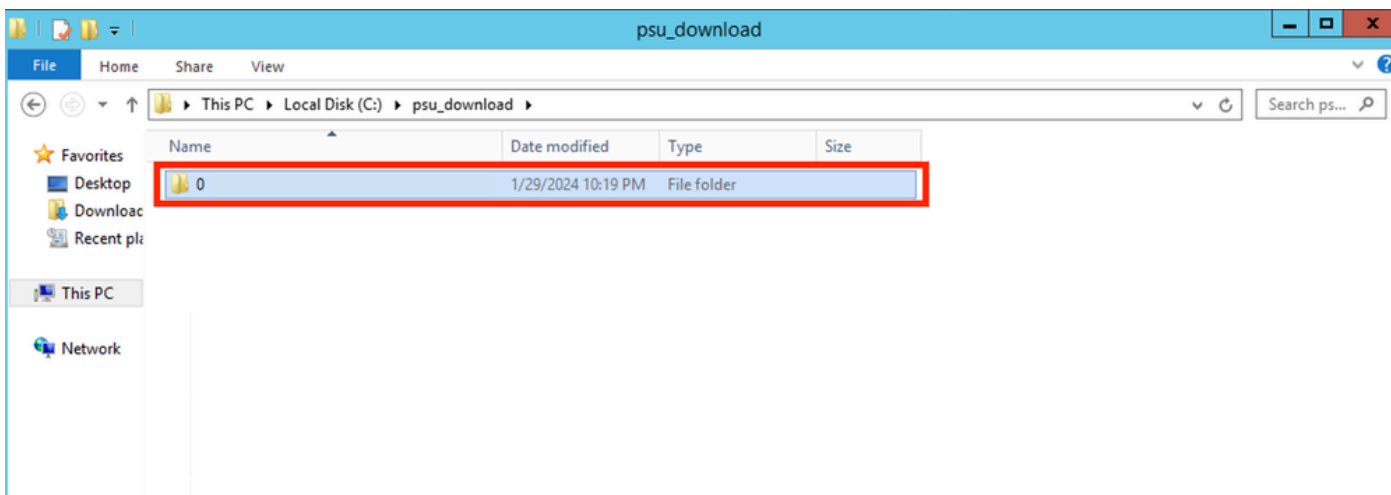 psu_download
File Home Share View
This PC Local Disk (C:) psu_download
Search ps...
Name Date modified Type Size
Favorites
Desktop
0 1/29/2024 10:19 PM File folder
Downloac
Recent pla
This PC
Network